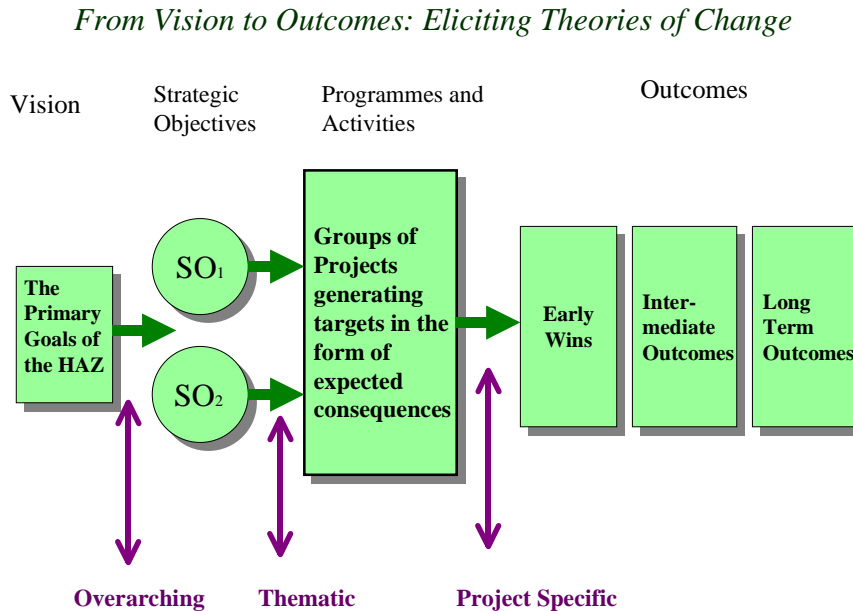 From Vision to Outcomes: Eliciting Theories of Change
Vision
Strategic
Objectives
Programmes and
Activities
Outcomes
The
Primary
Goals of
the HAZ
SO1
SO2
Groups of
Projects
generating
targets in the
form of
expected
consequences
Early
Wins
Inter-
mediate
Outcomes
Long
Term
Outcomes
Overarching
Thematic
Project Specific